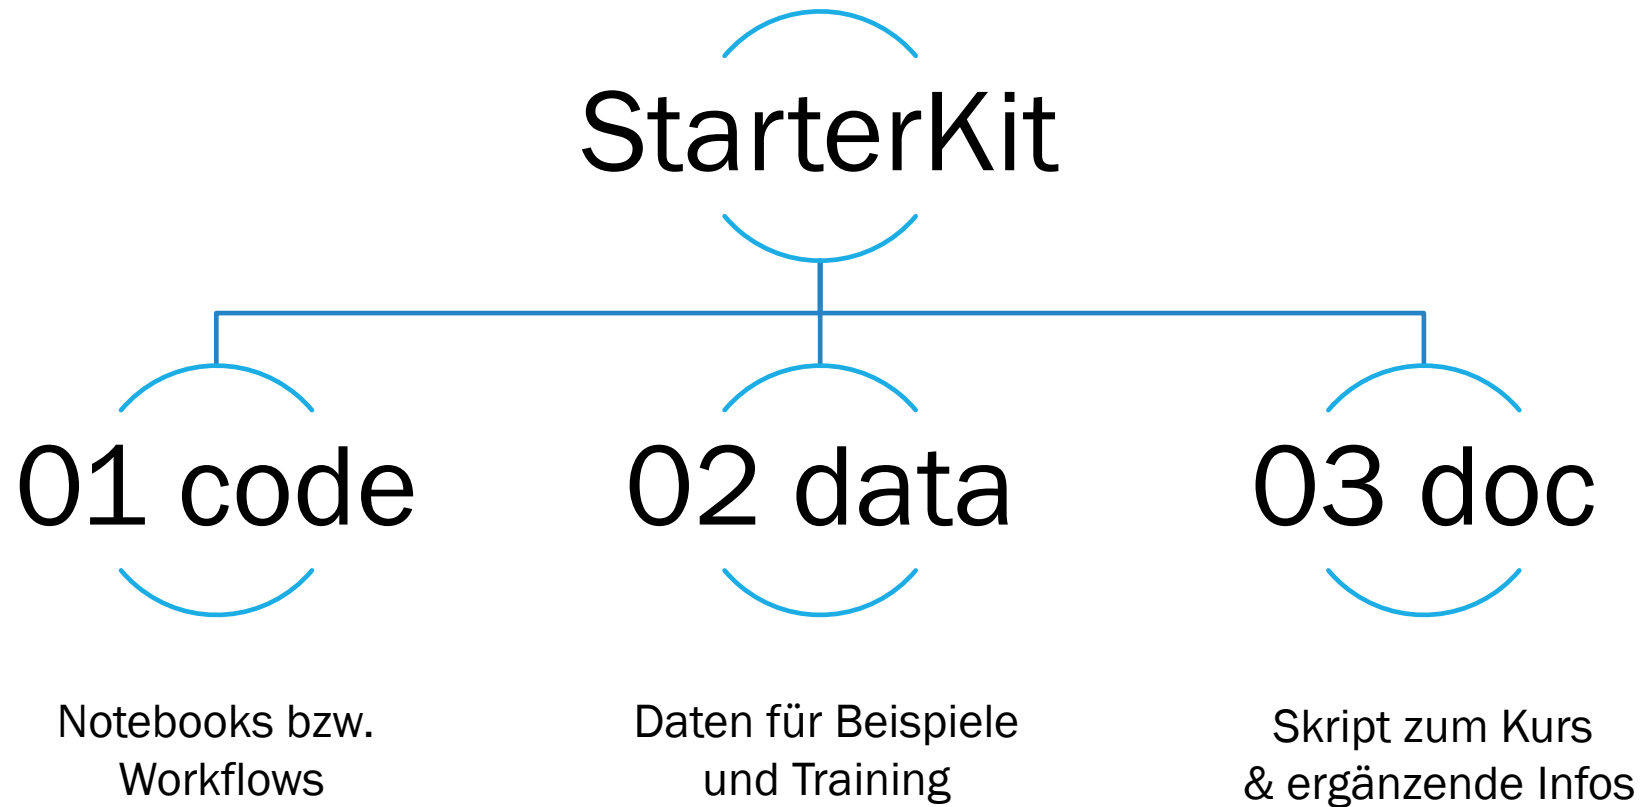 StarterKit
01 code
02 data
03 doc
Notebooks bzw.
Workflows
Daten für Beispiele
und Training
Skript zum Kurs
& ergänzende Infos